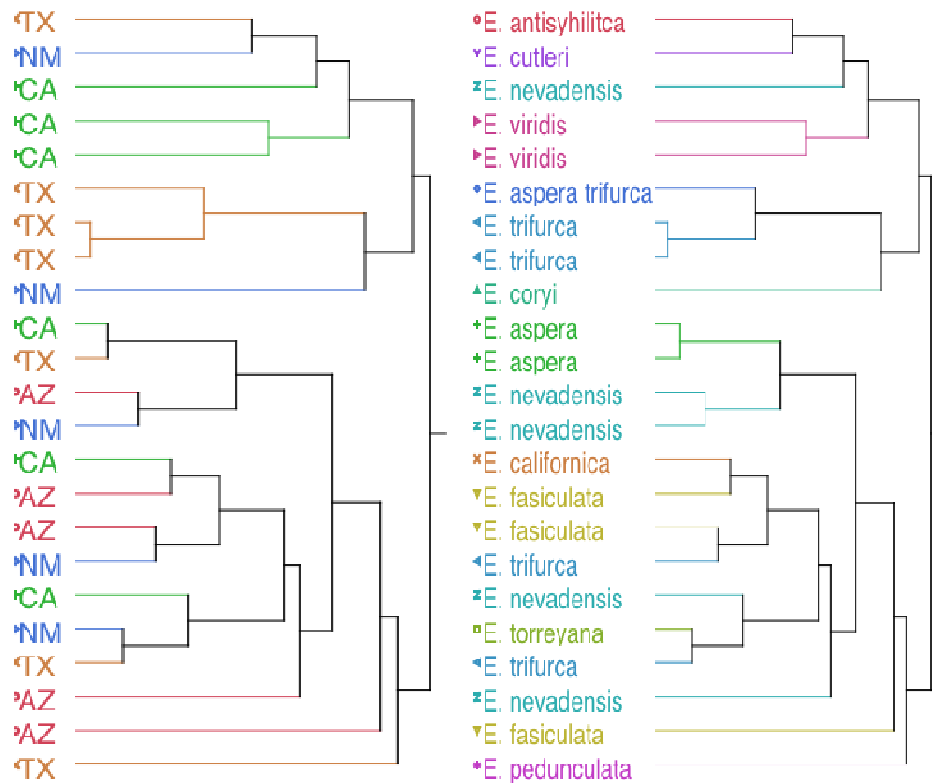 TX E. antisyhilitca
NM E. cutleri
CA E. nevadensis
CA E. viridis
CA E. viridis
TX E. aspera trifurca
TX E. trifurca
TX E. trifurca
NM E. coryi
CA E. aspera
TX E. aspera
AZ E. nevadensis
NM E. nevadensis
CA E. californica
AZ E. fasiculata
AZ E. fasiculata
NM E. trifurca
CA E. nevadensis
NM E. torreyana
TX E. trifurca
AZ E. nevadensis
AZ E. fasiculata
TX E. pedunculata